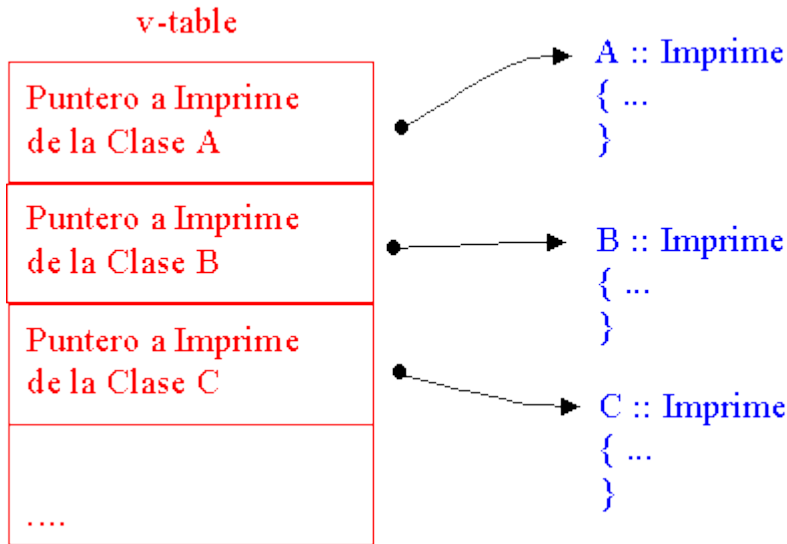 v-table
Puntero a Imprime
de la Clase A
Puntero a Imprime
de la Clase B
Puntero a Imprime
de la Clase C
....
A :: Imprime
{ ...
}
B :: Imprime
{ ...
}
C :: Imprime
{ ...
}